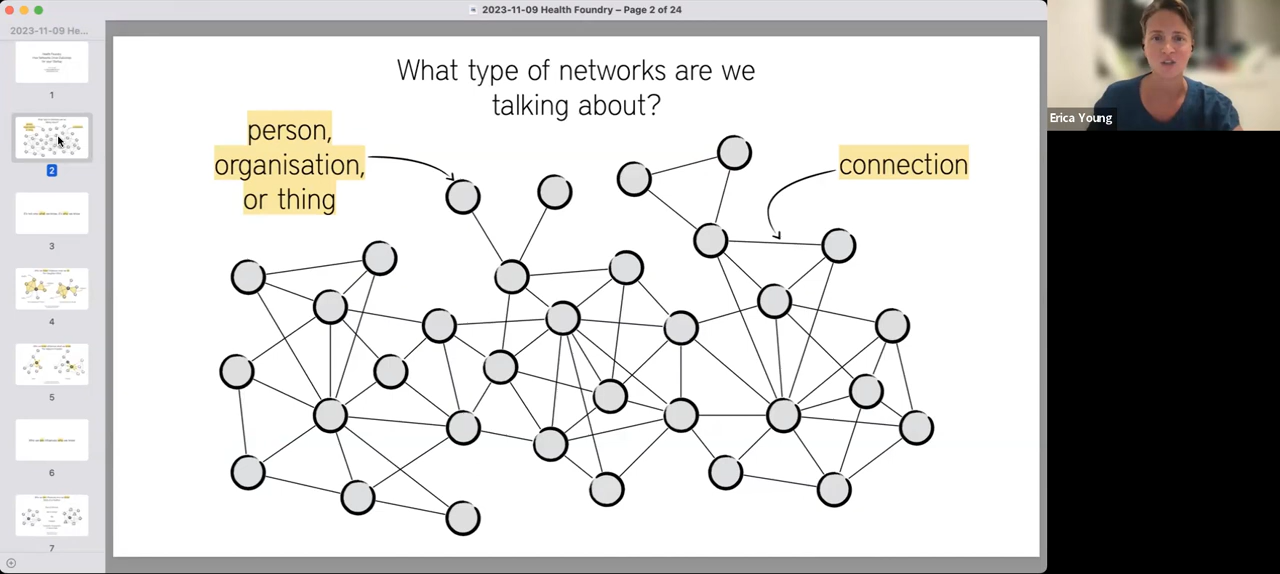 2023-11-09 Health Foundry – Page 2 of 24
2023-11-09 He...
1
2
3
4
5
6
7
What type of networks are we
talking about?
person,
organisation,
or thing
connection
Erica Young